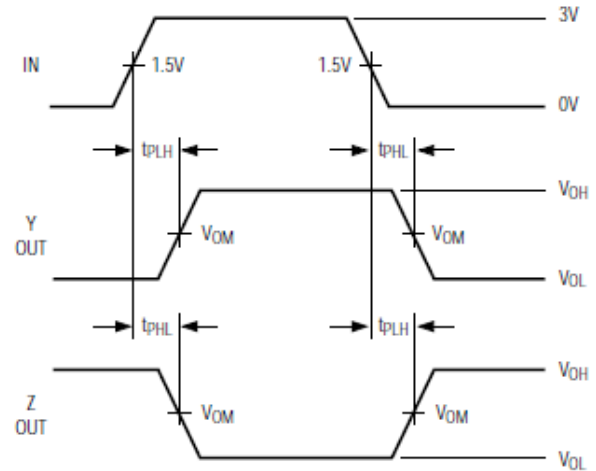 3V
IN
1.5V
1.5V
0V
tPLH
tPHL
VOH
Y
OUT
VOM
VOM
VOL
tPHL
tPLH
VOH
Z
OUT
VOM
VOM
VOL